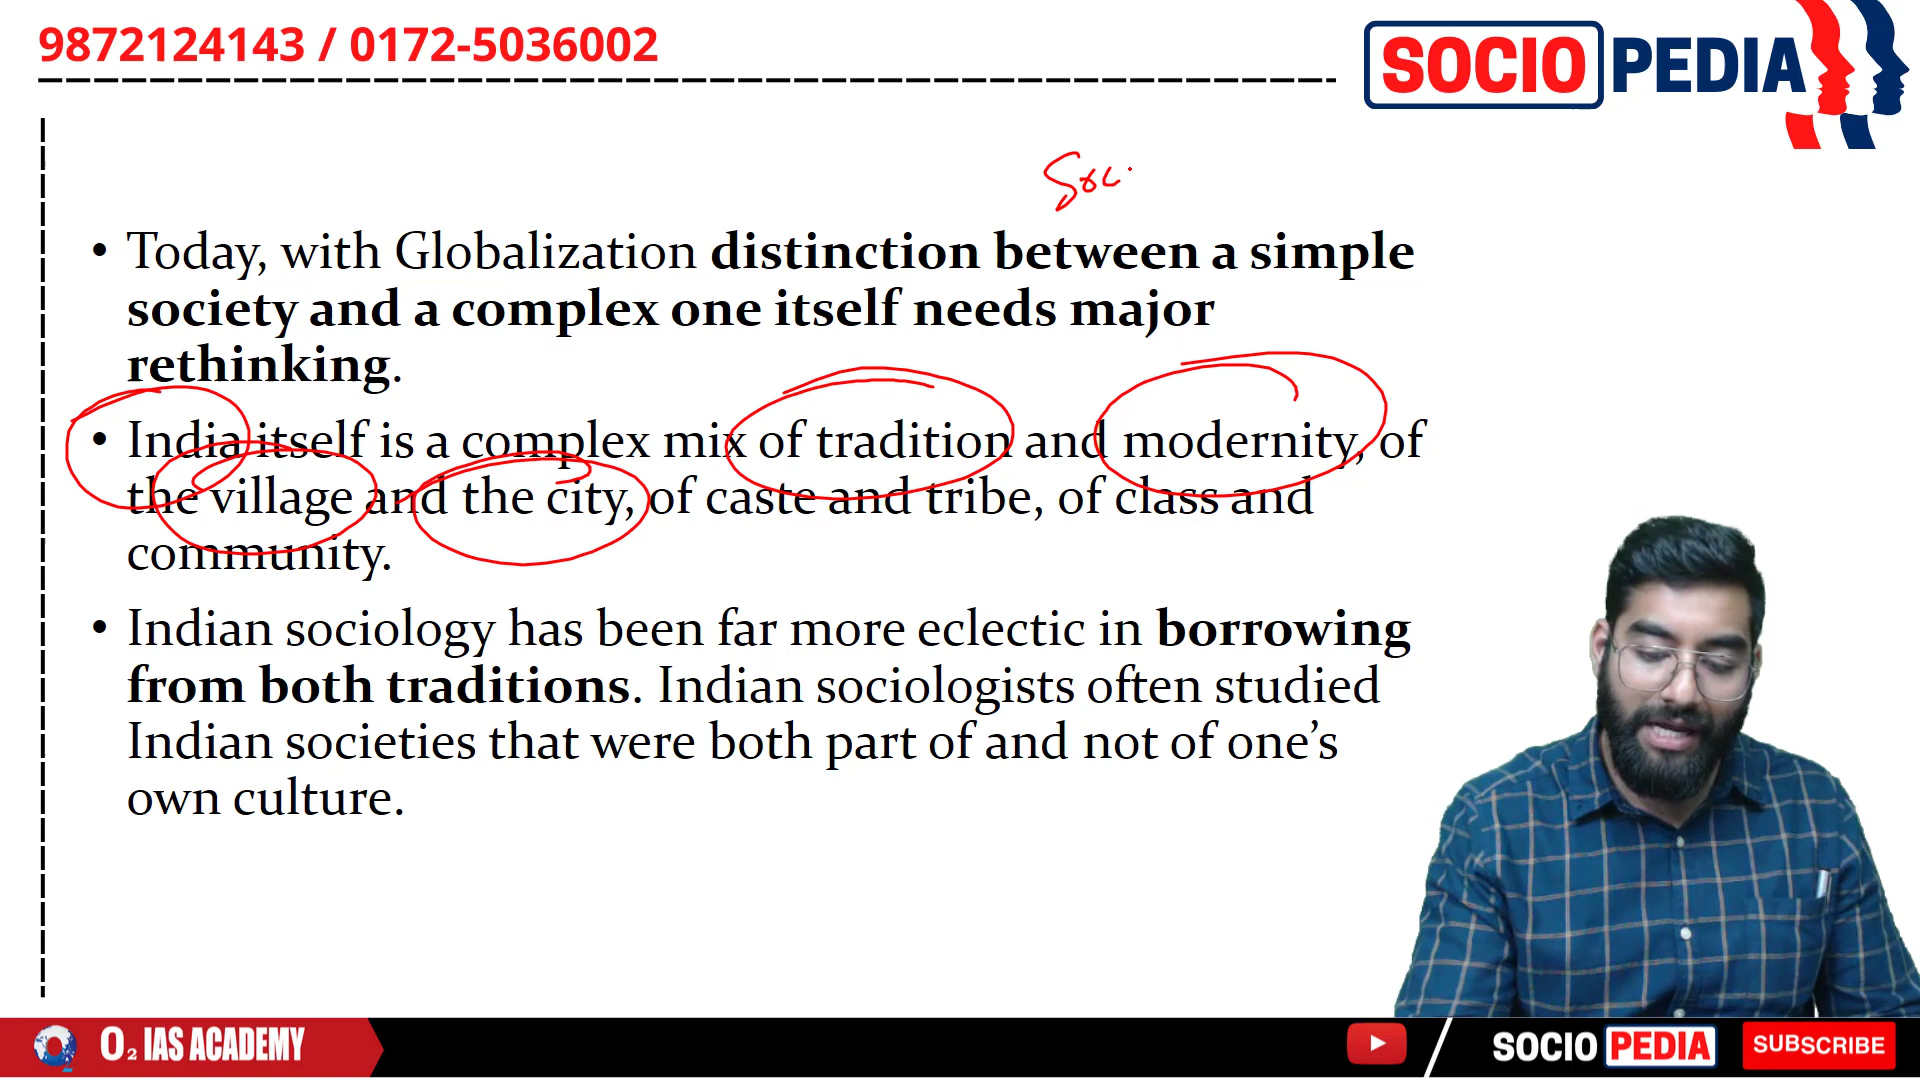 9872124143 / 0172-5036002
SOCIO PEDIA
Soc.
• Today, with Globalization distinction between a simple
society and a complex one itself needs major
rethinking.
• India itself is a complex mix of tradition and modernity, of
the village and the city, of caste and tribe, of class and
community.
• Indian sociology has been far more eclectic in borrowing
from both traditions. Indian sociologists often studied
Indian societies that were both part of and not of one’s
own culture.
O2 IAS ACADEMY
SOCIO PEDIA
SUBSCRIBE